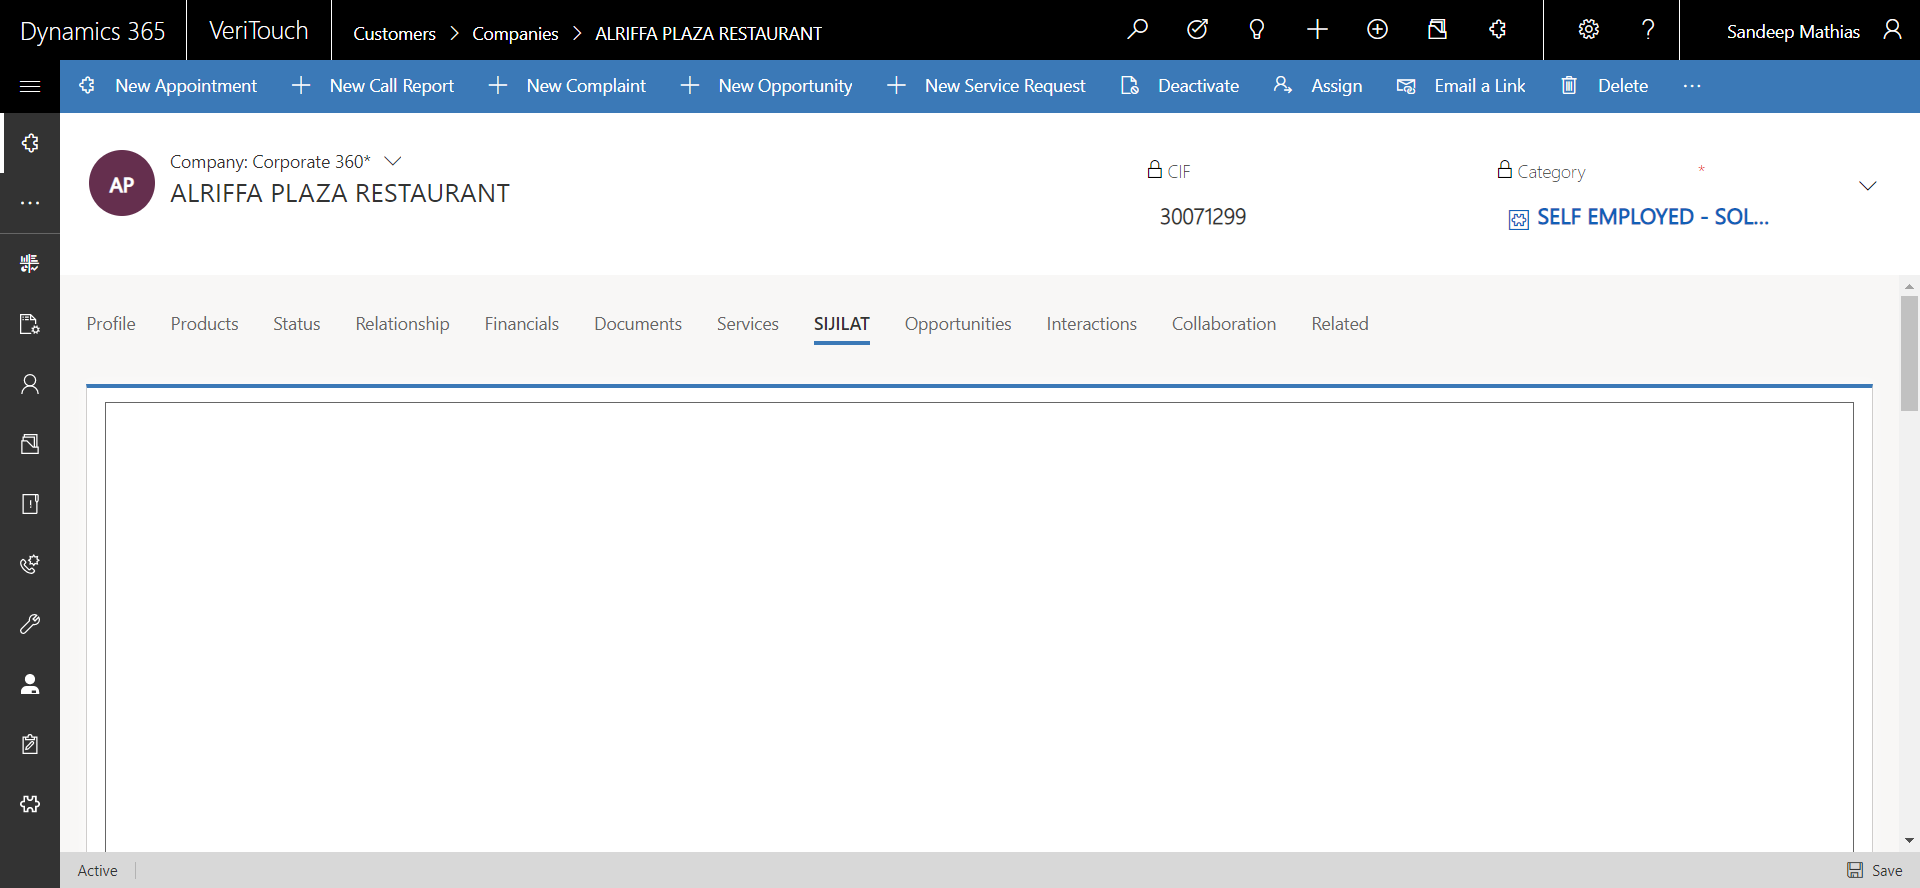 Dynamics 365 VeriTouch Customers > Companies > ALRIFFA PLAZA RESTAURANT ? Sandeep Mathias
New Appointment New Call Report New Complaint New Opportunity New Service Request Deactivate Assign Email a Link Delete ...
AP
Company: Corporate 360*
ALRIFFA PLAZA RESTAURANT
CIF
30071299
Category *
SELF EMPLOYED - SOL...
Profile Products Status Relationship Financials Documents Services SIJILAT Opportunities Interactions Collaboration Related
Active Save